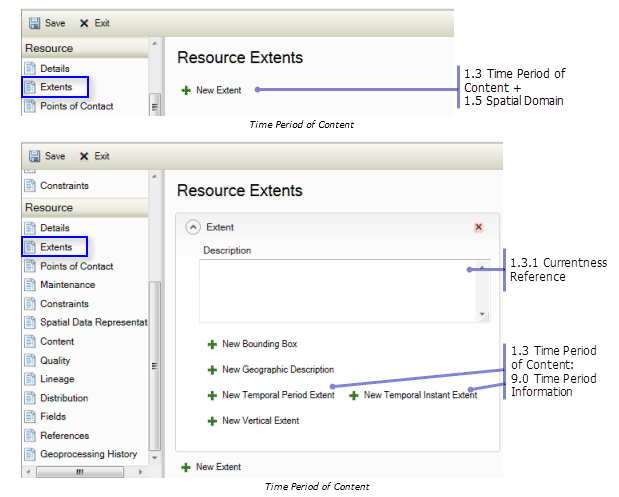 Save Exit
Resource
Details
Extents
Points of Contact
Resource Extents
New Extent
1.3 Time Period of
Content +
1.5 Spatial Domain
Time Period of Content
Save Exit
Constraints
Resource
Details
Extents
Points of Contact
Maintenance
Constraints
Spatial Data Representat
Content
Quality
Lineage
Distribution
Fields
References
Geoprocessing History
Resource Extents
Extent
Description
New Bounding Box
New Geographic Description
New Temporal Period Extent New Temporal Instant Extent
New Vertical Extent
New Extent
1.3.1 Currentness
Reference
1.3 Time Period
of Content:
9.0 Time Period
Information
Time Period of Content